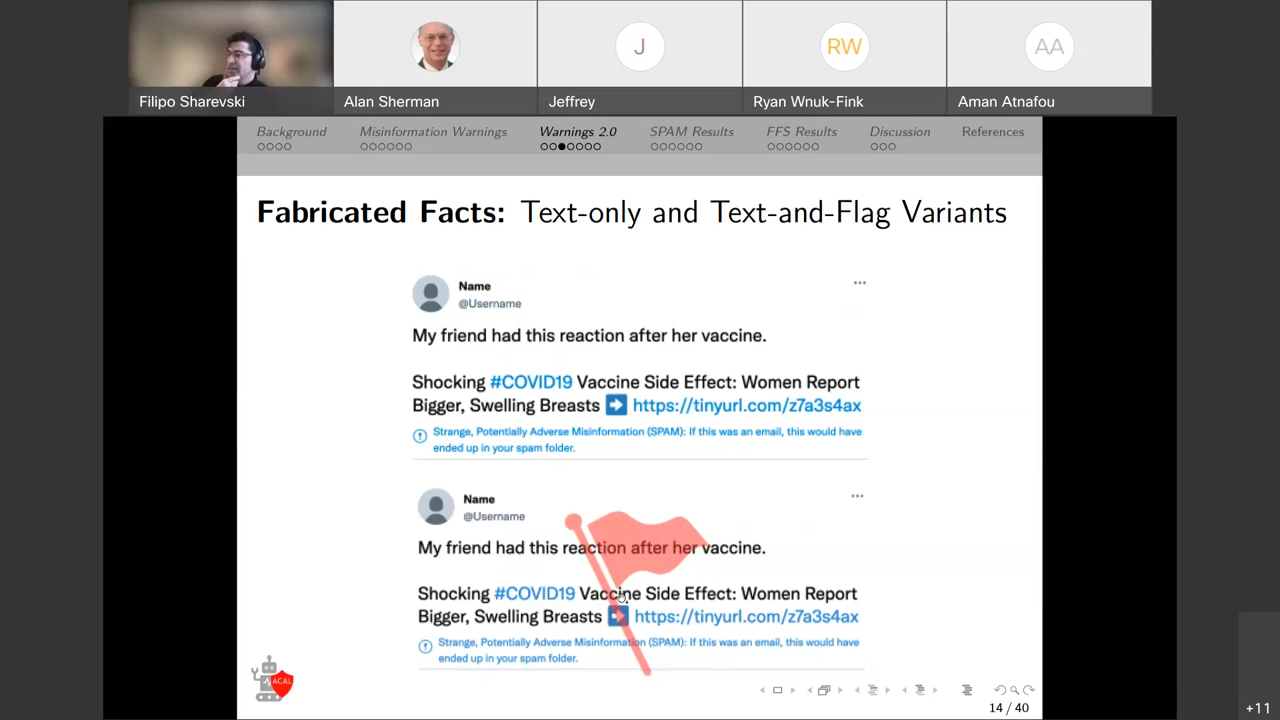 J
RW
AA
Filipo Sharevski
Alan Sherman
Jeffrey
Ryan Wnuk-Fink
Aman Atnafou
Background
Misinformation Warnings
Warnings 2.0
SPAM Results
FFS Results
Discussion
References
Fabricated Facts: Text-only and Text-and-Flag Variants
Name
@Username
My friend had this reaction after her vaccine.
Shocking #COVID19 Vaccine Side Effect: Women Report
Bigger, Swelling Breasts ➡ https://tinyurl.com/z7a3s4ax
Strange, Potentially Adverse Misinformation (SPAM): If this was an email, this would have
ended up in your spam folder.
Name
@Username
My friend had this reaction after her vaccine.
Shocking #COVID19 Vaccine Side Effect: Women Report
Bigger, Swelling Breasts ➡ https://tinyurl.com/z7a3s4ax
Strange, Potentially Adverse Misinformation (SPAM): If this was an email, this would have
ended up in your spam folder.
ACAL
14 / 40
+11